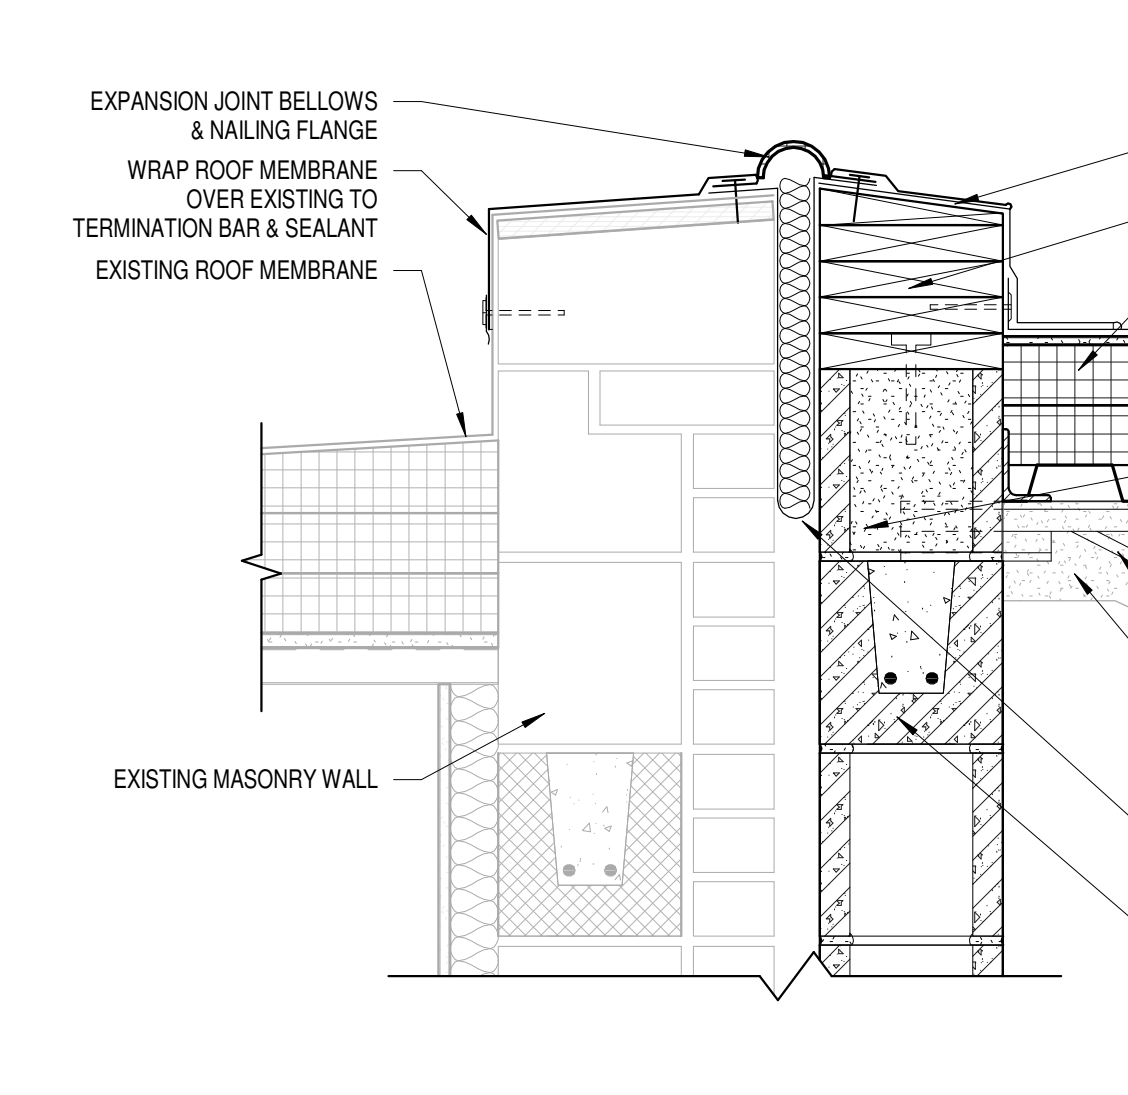 EXPANSION JOINT BELLOWS
& NAILING FLANGE
WRAP ROOF MEMBRANE
OVER EXISTING TO
TERMINATION BAR & SEALANT
EXISTING ROOF MEMBRANE
EXISTING MASONRY WALL